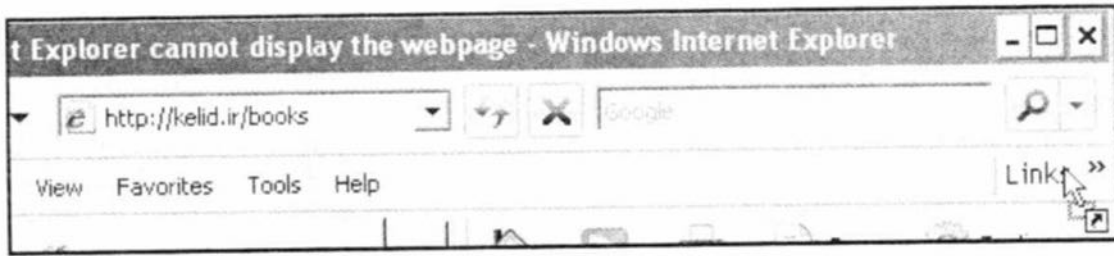 t Explorer cannot display the webpage - Windows Internet Explorer
http://kelid.ir/books Google
View Favorites Tools Help Links »